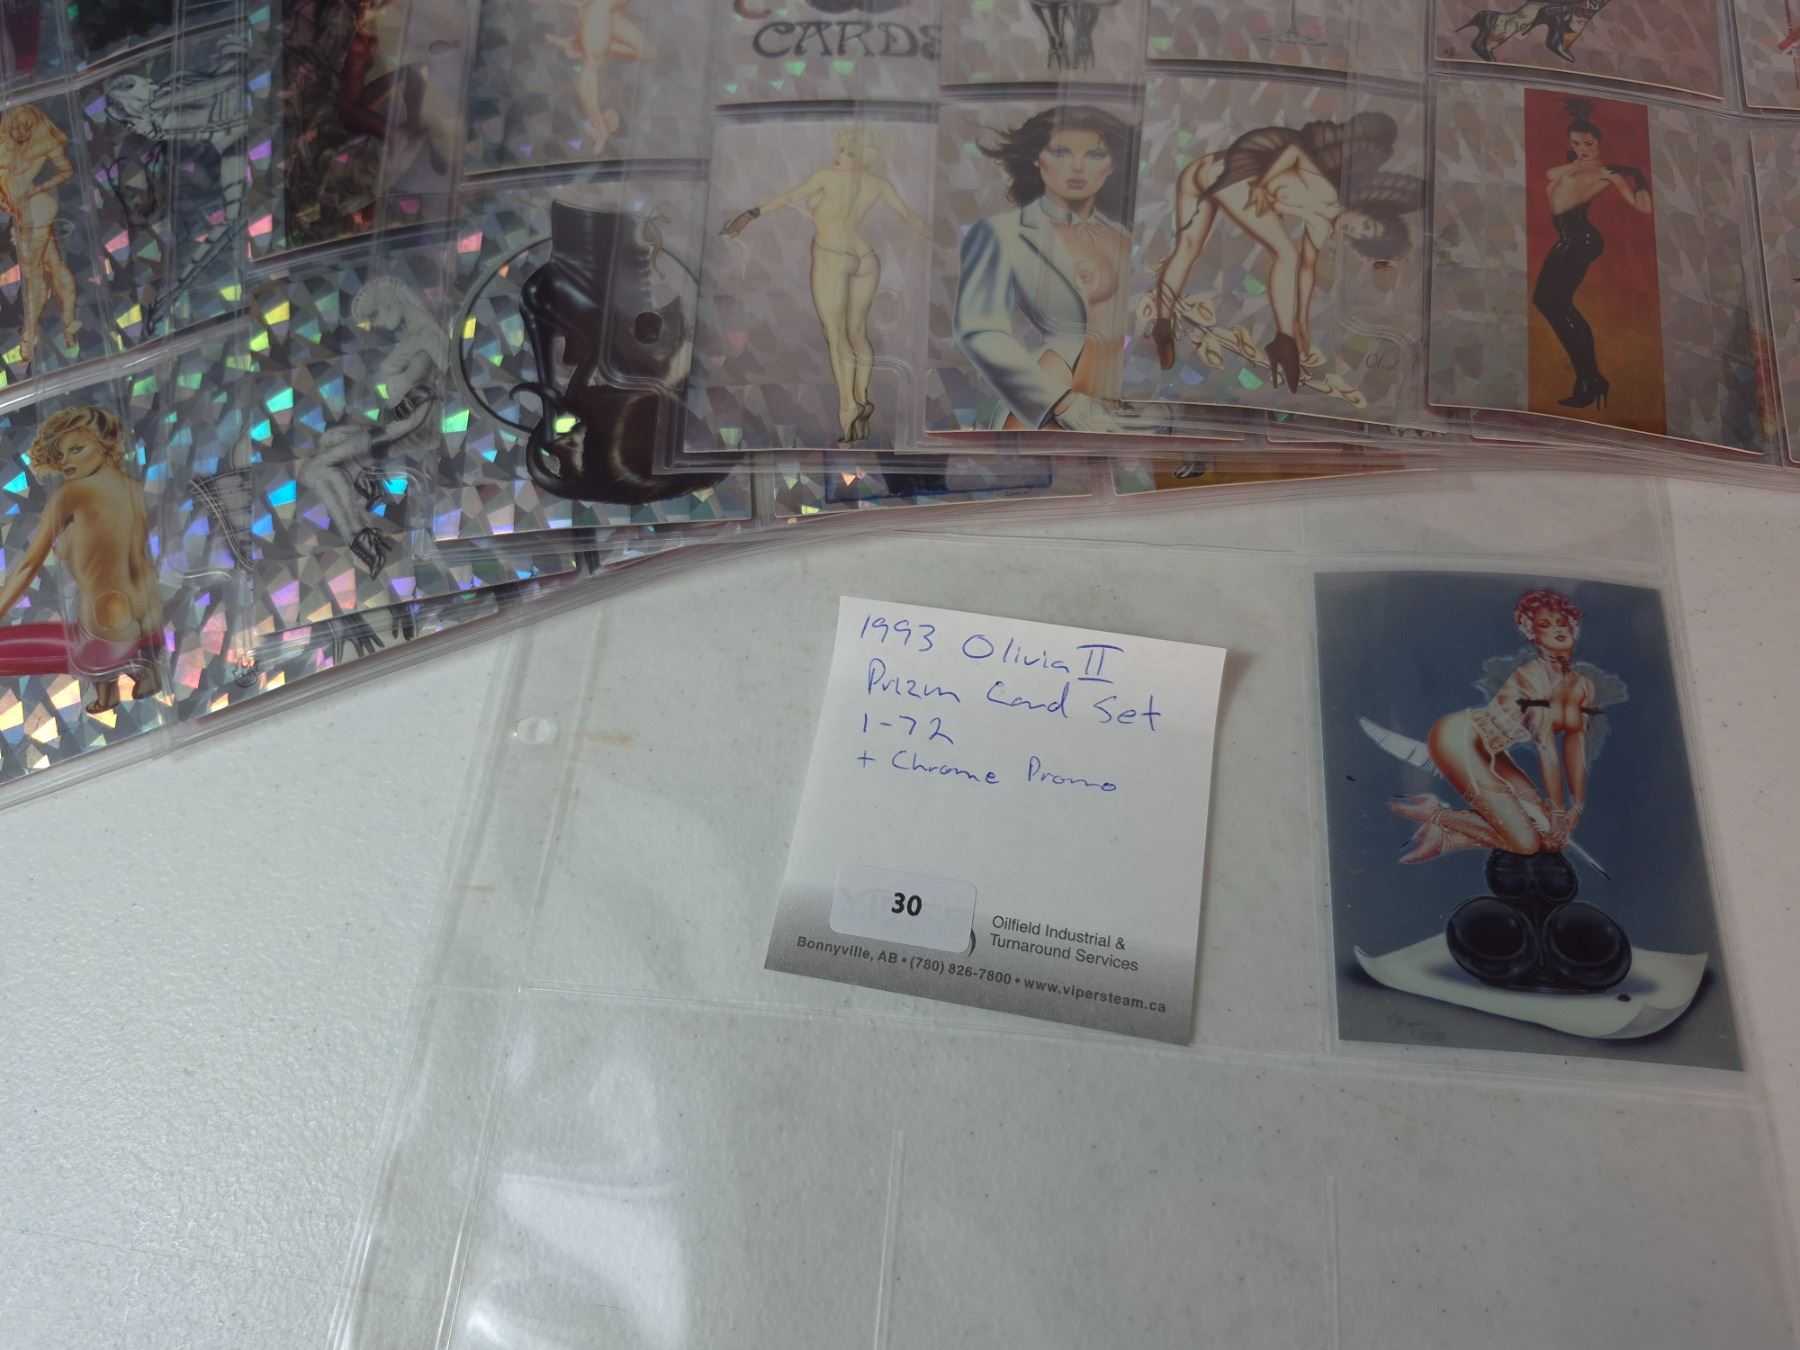 CARDS
1993 Olivia II
Prizm Card Set
1-72
+ Chrome Promo
30
Oilfield Industrial &
Turnaround Services
Bonnyville, AB • (780) 826-7800 • www.vipersteam.ca